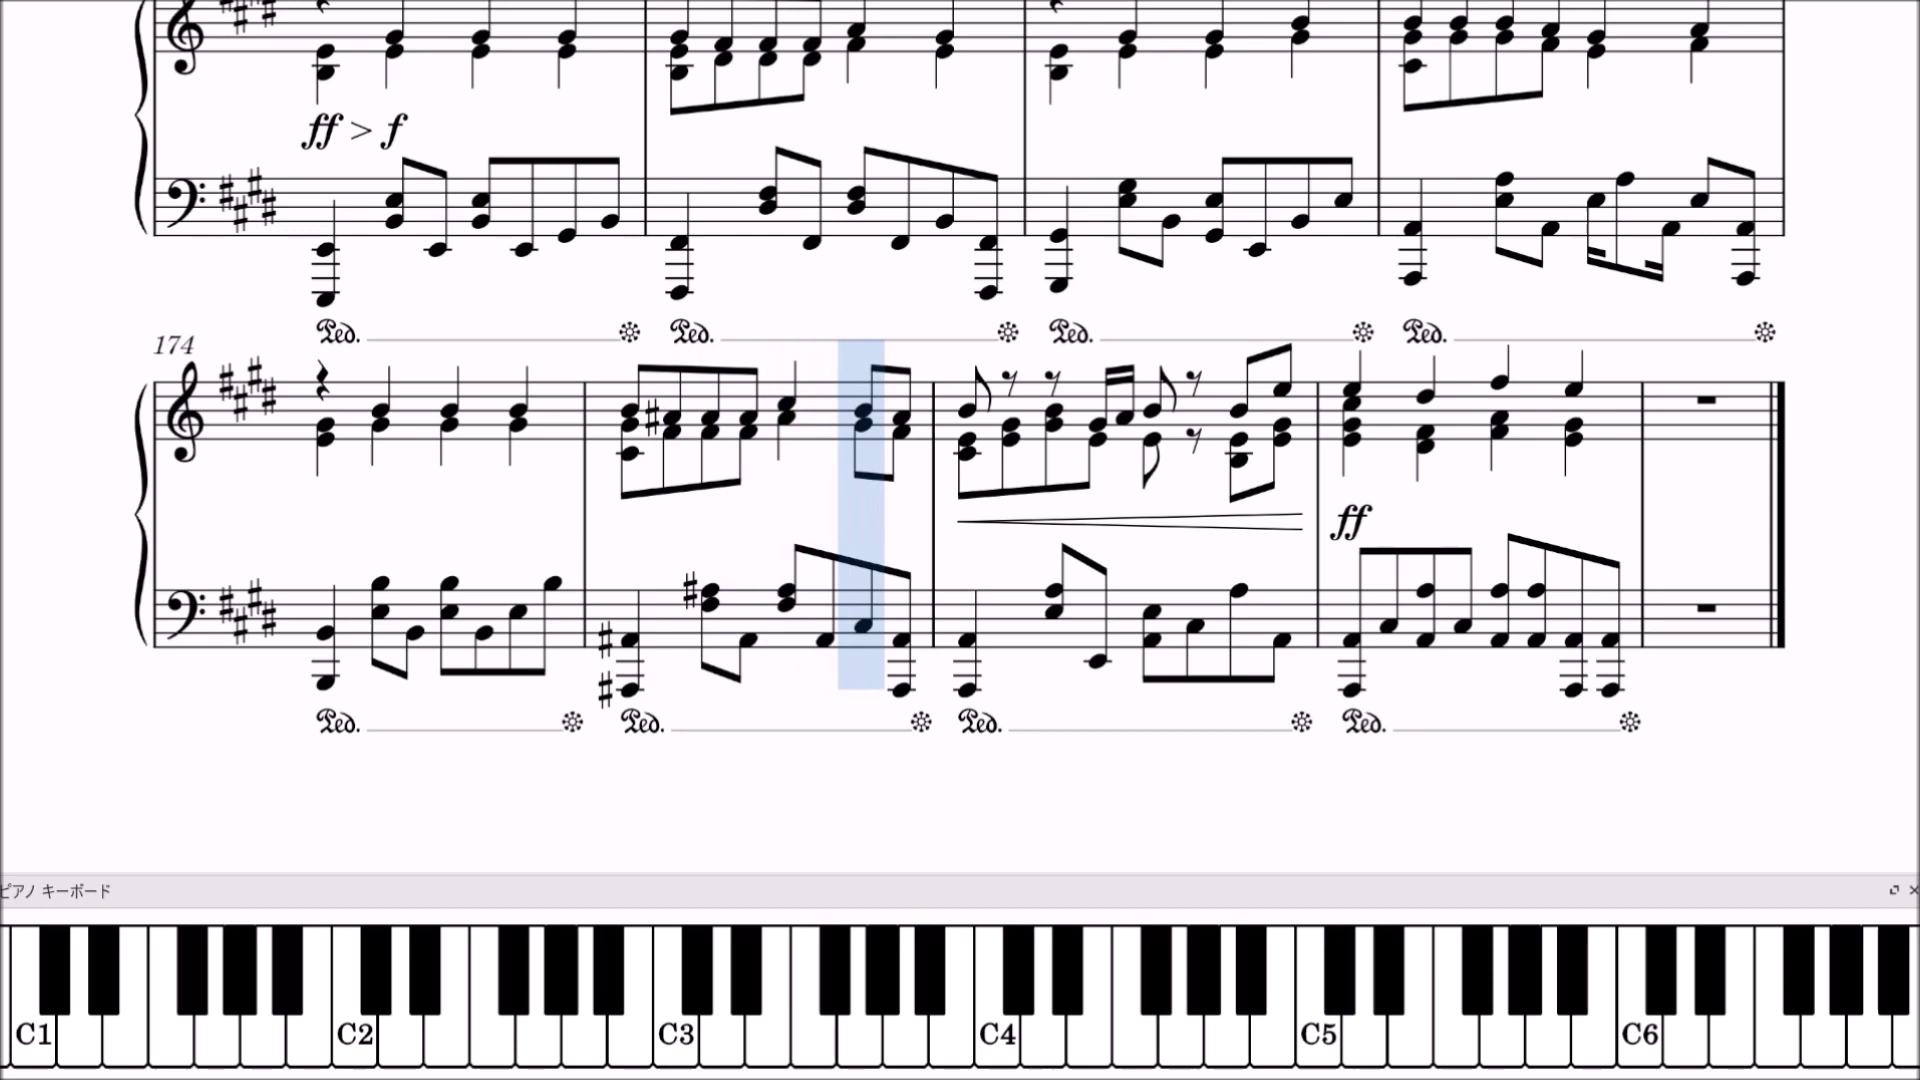 ff > f
Ped. Ped. Ped. Ped.
174
ff
Ped. Ped. Ped. Ped.
ピアノ キーボード
C1 C2 C3 C4 C5 C6